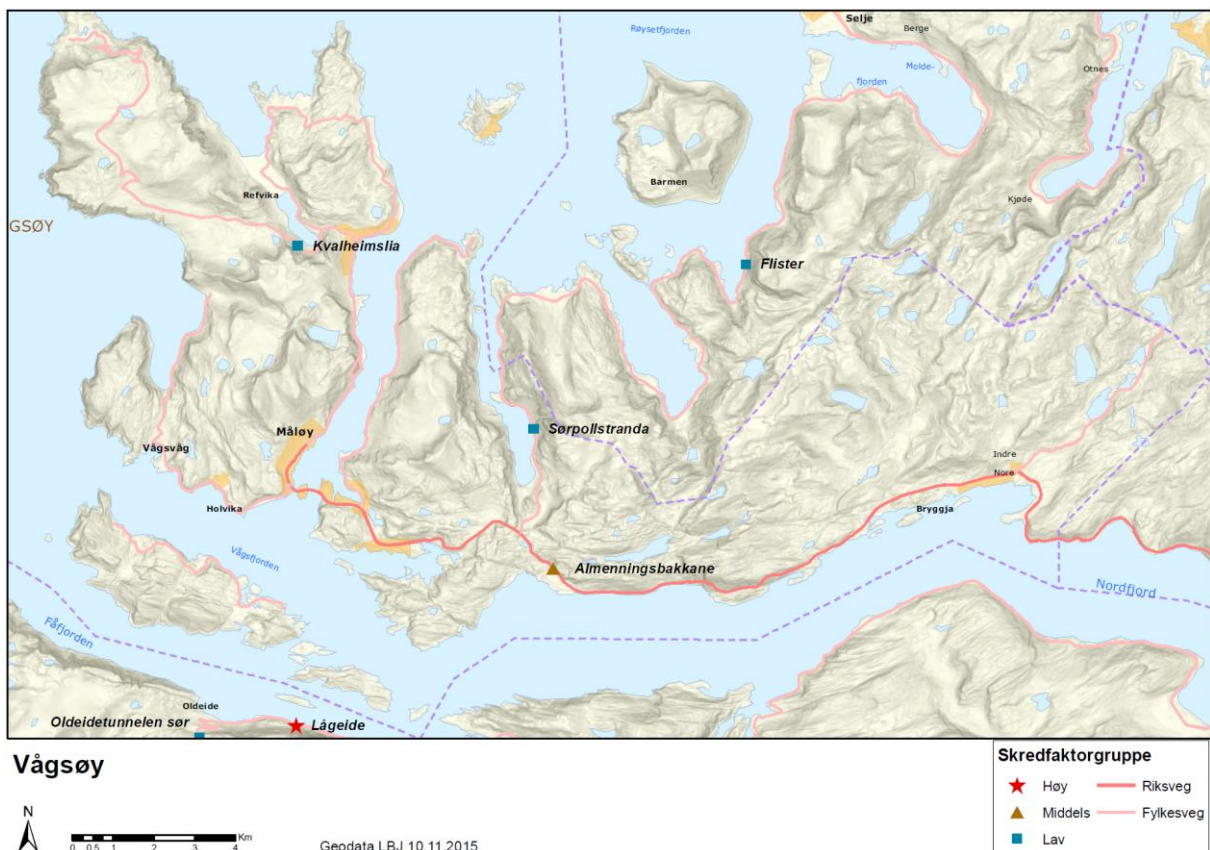 Selje
Berge
Røysetfjorden
Molde-
fjorden
Otnes
Barmen
Refvika
Kjøde
GSØY
Kvalheimslia
Flister
Måløy
Sørpollstranda
Vågsvåg
Indre
Nore
Holvika
Bryggja
Vågsfjorden
Almenningsbakkane
Nordfjord
Fåfjorden
Oldeide
Oldeidetunnelen sør
Lågeide
Vågsøy
N
0 0,5 1 2 3 4 Km
Geodata LBJ 10.11.2015
Skredfaktorgruppe
Høy Riksveg
Middels Fylkesveg
Lav